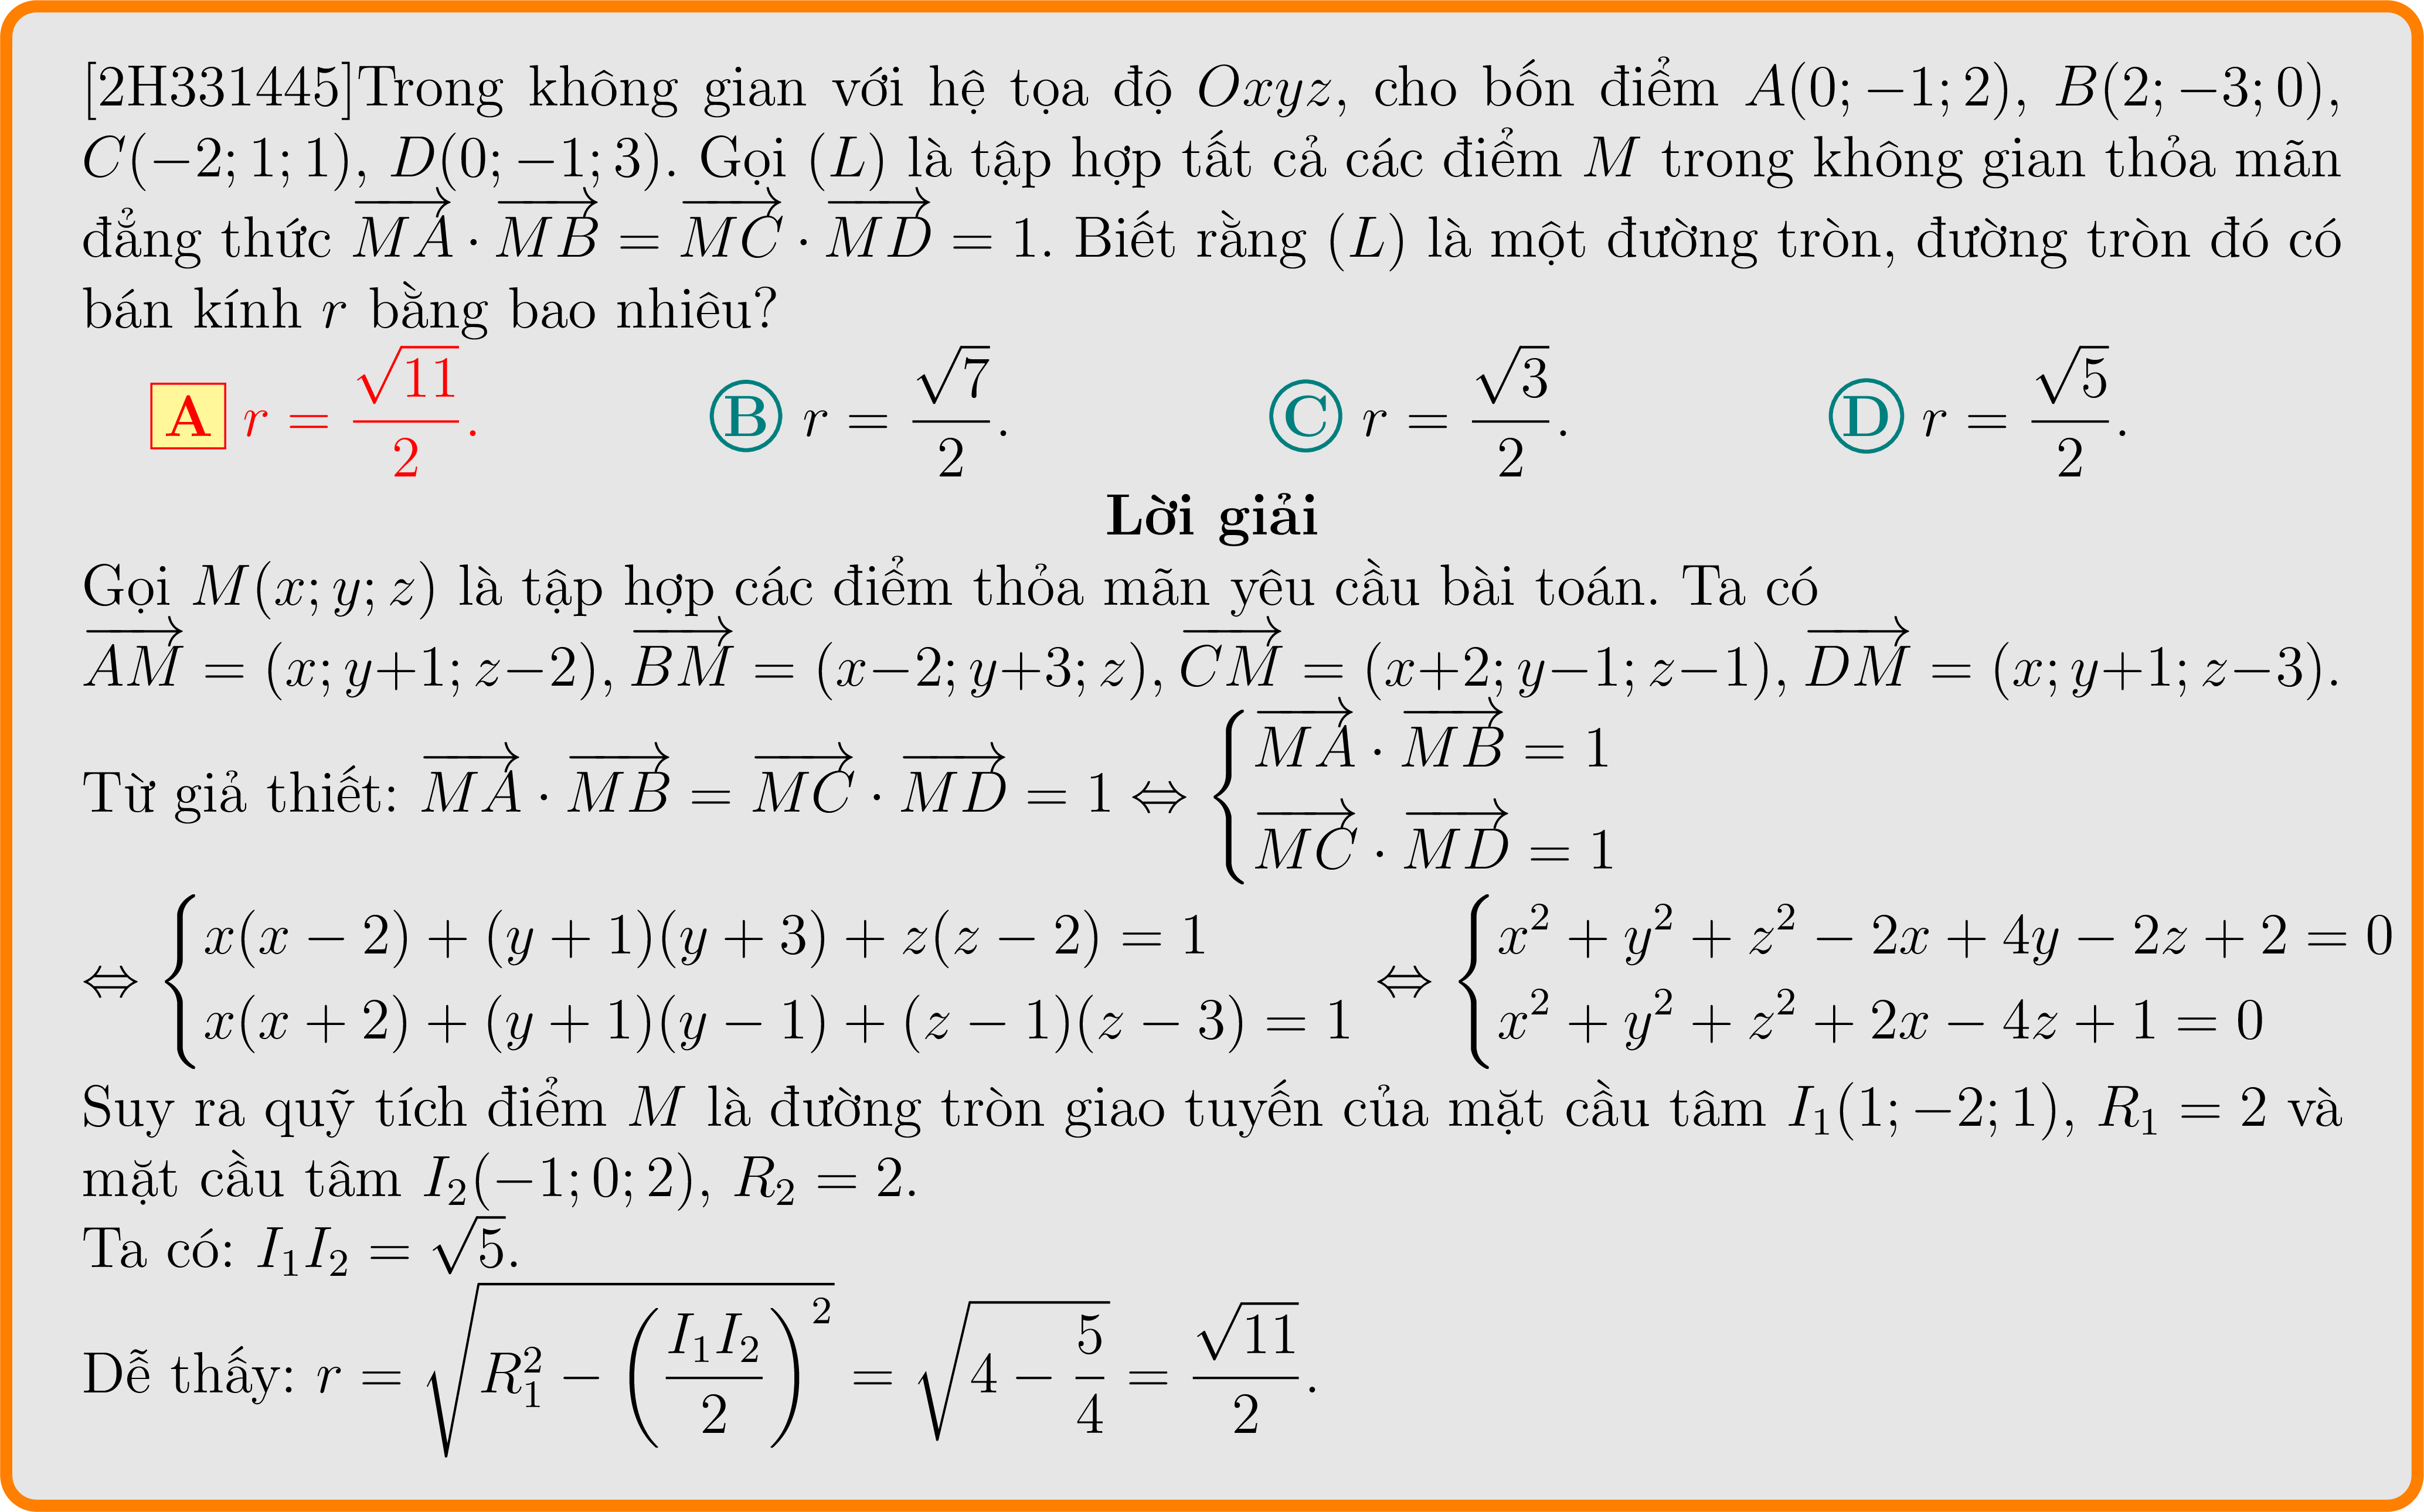 [2H331445]Trong không gian với hệ tọa độ $Oxyz$, cho bốn điểm $A(0;-1;2)$, $B(2;-3;0)$,
$C(-2;1;1)$, $D(0;-1;3)$. Gọi $(L)$ là tập hợp tất cả các điểm $M$ trong không gian thỏa mãn
đẳng thức $\overrightarrow{MA}\cdot\overrightarrow{MB}=\overrightarrow{MC}\cdot\overrightarrow{MD}=1$. Biết rằng $(L)$ là một đường tròn, đường tròn đó có
bán kính $r$ bằng bao nhiêu?
A $r=\dfrac{\sqrt{11}}{2}$. B $r=\dfrac{\sqrt{7}}{2}$. C $r=\dfrac{\sqrt{3}}{2}$. D $r=\dfrac{\sqrt{5}}{2}$.
Lời giải
Gọi $M(x;y;z)$ là tập hợp các điểm thỏa mãn yêu cầu bài toán. Ta có
$\overrightarrow{AM}=(x;y+1;z-2)$, $\overrightarrow{BM}=(x-2;y+3;z)$, $\overrightarrow{CM}=(x+2;y-1;z-1)$, $\overrightarrow{DM}=(x;y+1;z-3)$.
Từ giả thiết: $\overrightarrow{MA}\cdot\overrightarrow{MB}=\overrightarrow{MC}\cdot\overrightarrow{MD}=1\Leftrightarrow\begin{cases}\overrightarrow{MA}\cdot\overrightarrow{MB}=1\\\overrightarrow{MC}\cdot\overrightarrow{MD}=1\end{cases}$
$\Leftrightarrow\begin{cases}x(x-2)+(y+1)(y+3)+z(z-2)=1\\x(x+2)+(y+1)(y-1)+(z-1)(z-3)=1\end{cases}\Leftrightarrow\begin{cases}x^2+y^2+z^2-2x+4y-2z+2=0\\x^2+y^2+z^2+2x-4z+1=0\end{cases}$
Suy ra quỹ tích điểm $M$ là đường tròn giao tuyến của mặt cầu tâm $I_1(1;-2;1)$, $R_1=2$ và
mặt cầu tâm $I_2(-1;0;2)$, $R_2=2$.
Ta có: $I_1I_2=\sqrt{5}$.
Dễ thấy: $r=\sqrt{R_1^2-\left(\dfrac{I_1I_2}{2}\right)^2}=\sqrt{4-\dfrac{5}{4}}=\dfrac{\sqrt{11}}{2}$.